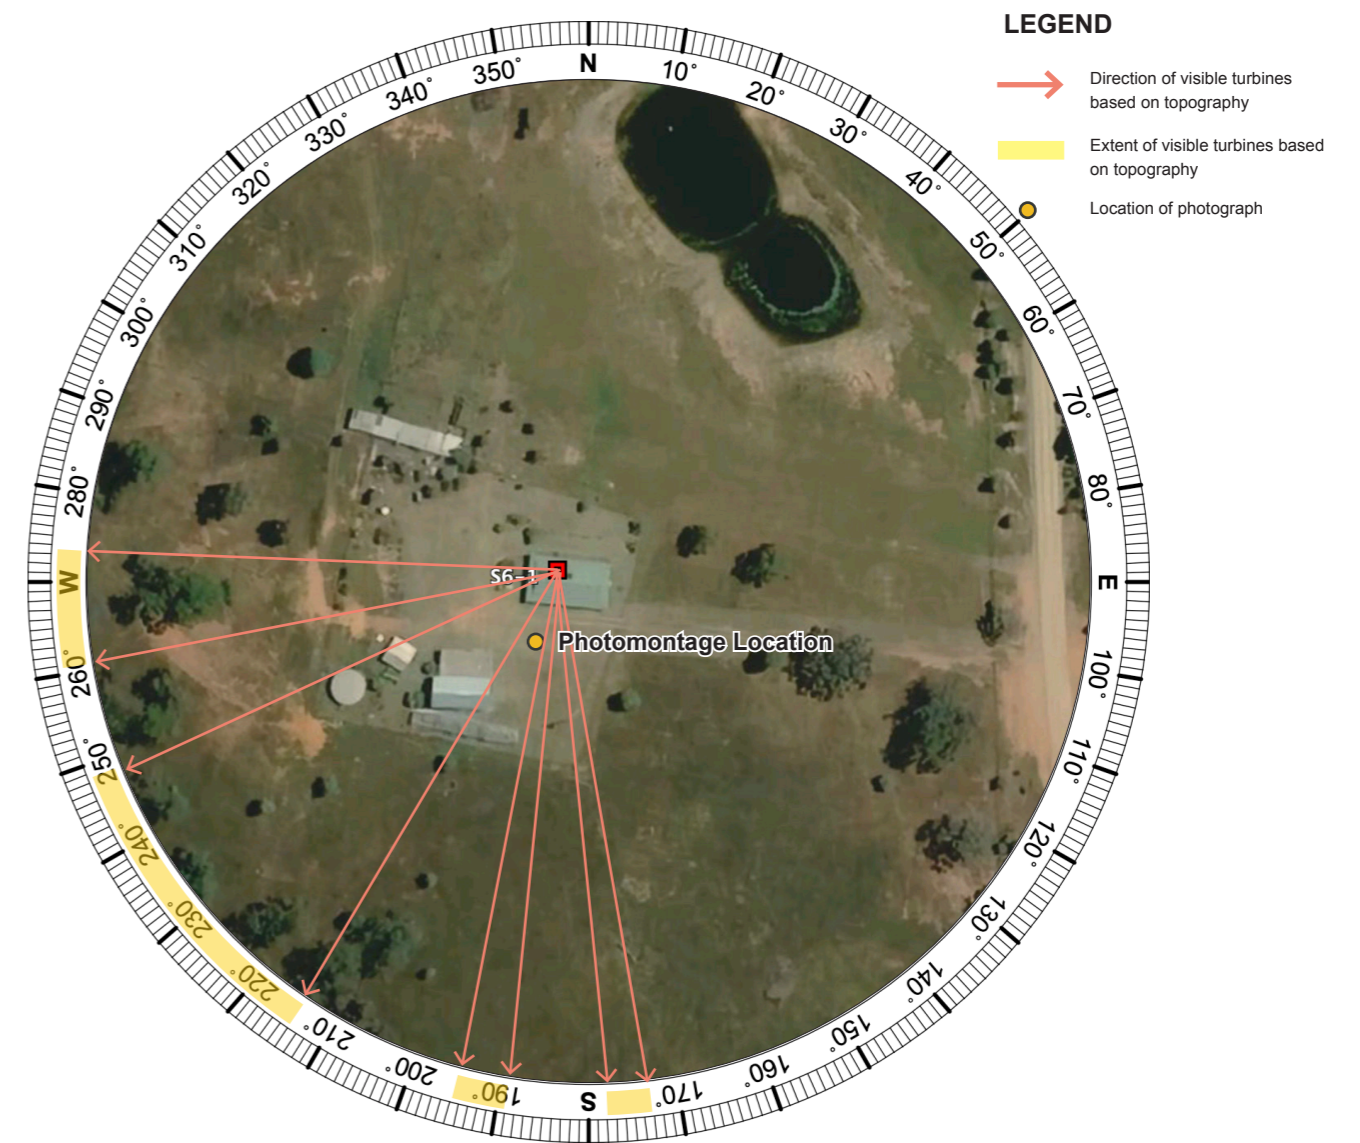 LEGEND
Direction of visible turbines
based on topography
Extent of visible turbines based
on topography
Location of photograph
N
10°
20°
30°
40°
50°
60°
70°
80°
E
100°
110°
120°
130°
140°
150°
160°
170°
S
190°
200°
210°
220°
230°
240°
250°
260°
W
280°
290°
300°
310°
320°
330°
340°
350°
S6-1
Photomontage Location